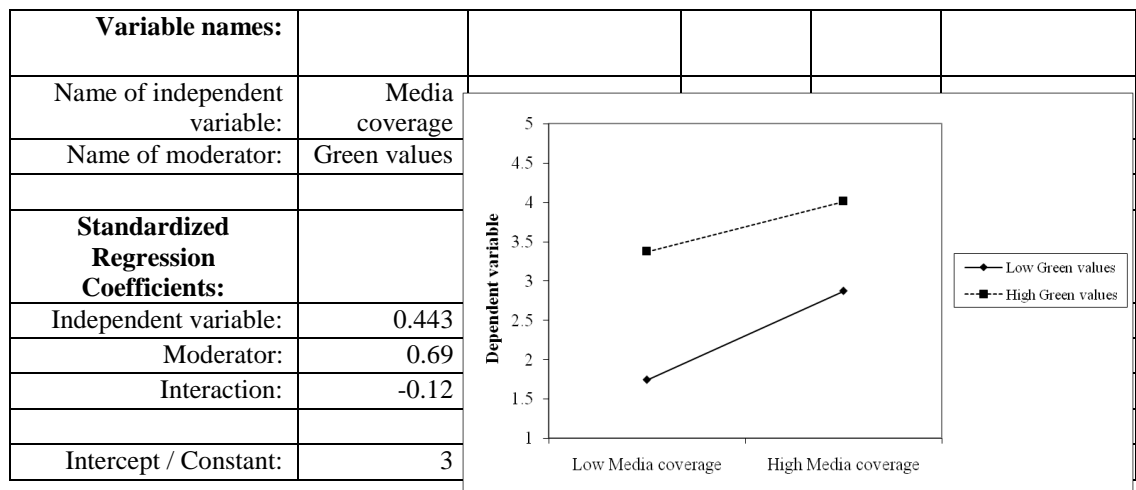 Variable names:
Name of independent
variable:
Media
coverage
Name of moderator:
Green values
Standardized
Regression
Coefficients:
Independent variable:
0.443
Moderator:
0.69
Interaction:
-0.12
Intercept / Constant:
3
5
4.5
4
3.5
3
2.5
2
1.5
1
Dependent variable
Low Media coverage
High Media coverage
Low Green values
High Green values